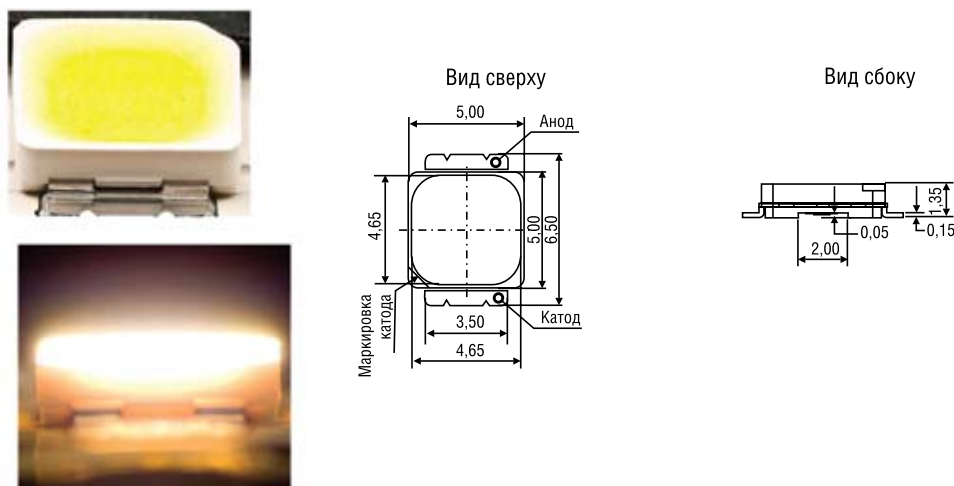 Вид сверху
5,00
Анод
4,65
5,00
6,50
Маркировка
катода
3,50
Катод
4,65
Вид сбоку
1,35
0,05
0,15
2,00